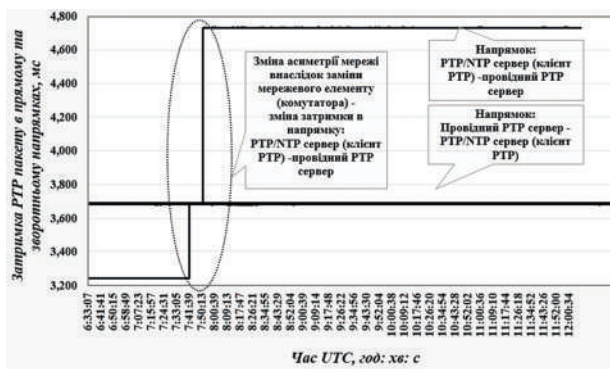 Затримка PTP пакету в прямому та
зворотньому напрямках, мс
4,800
4,600
4,400
4,200
4,000
3,800
3,600
3,400
3,200
Зміна асиметрії мережі
внаслідок заміни
мережевого елементу
(комутатора) -
зміна затримки в
напрямку:
PTP/NTP сервер (клієнт
PTP) -провідний PTP
сервер
Напрямок:
PTP/NTP сервер (клієнт
PTP) -провідний PTP
сервер
Напрямок:
Провідний PTP сервер -
PTP/NTP сервер (клієнт
PTP)
6:33:07
6:41:41
6:50:15
6:58:49
7:07:23
7:15:57
7:24:31
7:33:05
7:41:39
7:50:13
8:00:39
8:09:13
8:17:47
8:26:21
8:34:55
8:43:29
8:52:04
9:00:39
9:09:14
9:17:48
9:26:22
9:34:56
9:43:30
9:52:04
10:00:38
10:09:12
10:17:46
10:26:20
10:34:54
10:43:28
10:52:02
11:00:36
11:09:10
11:17:44
11:26:18
11:34:52
11:43:26
11:52:00
12:00:34
Час UTC, год: хв: с